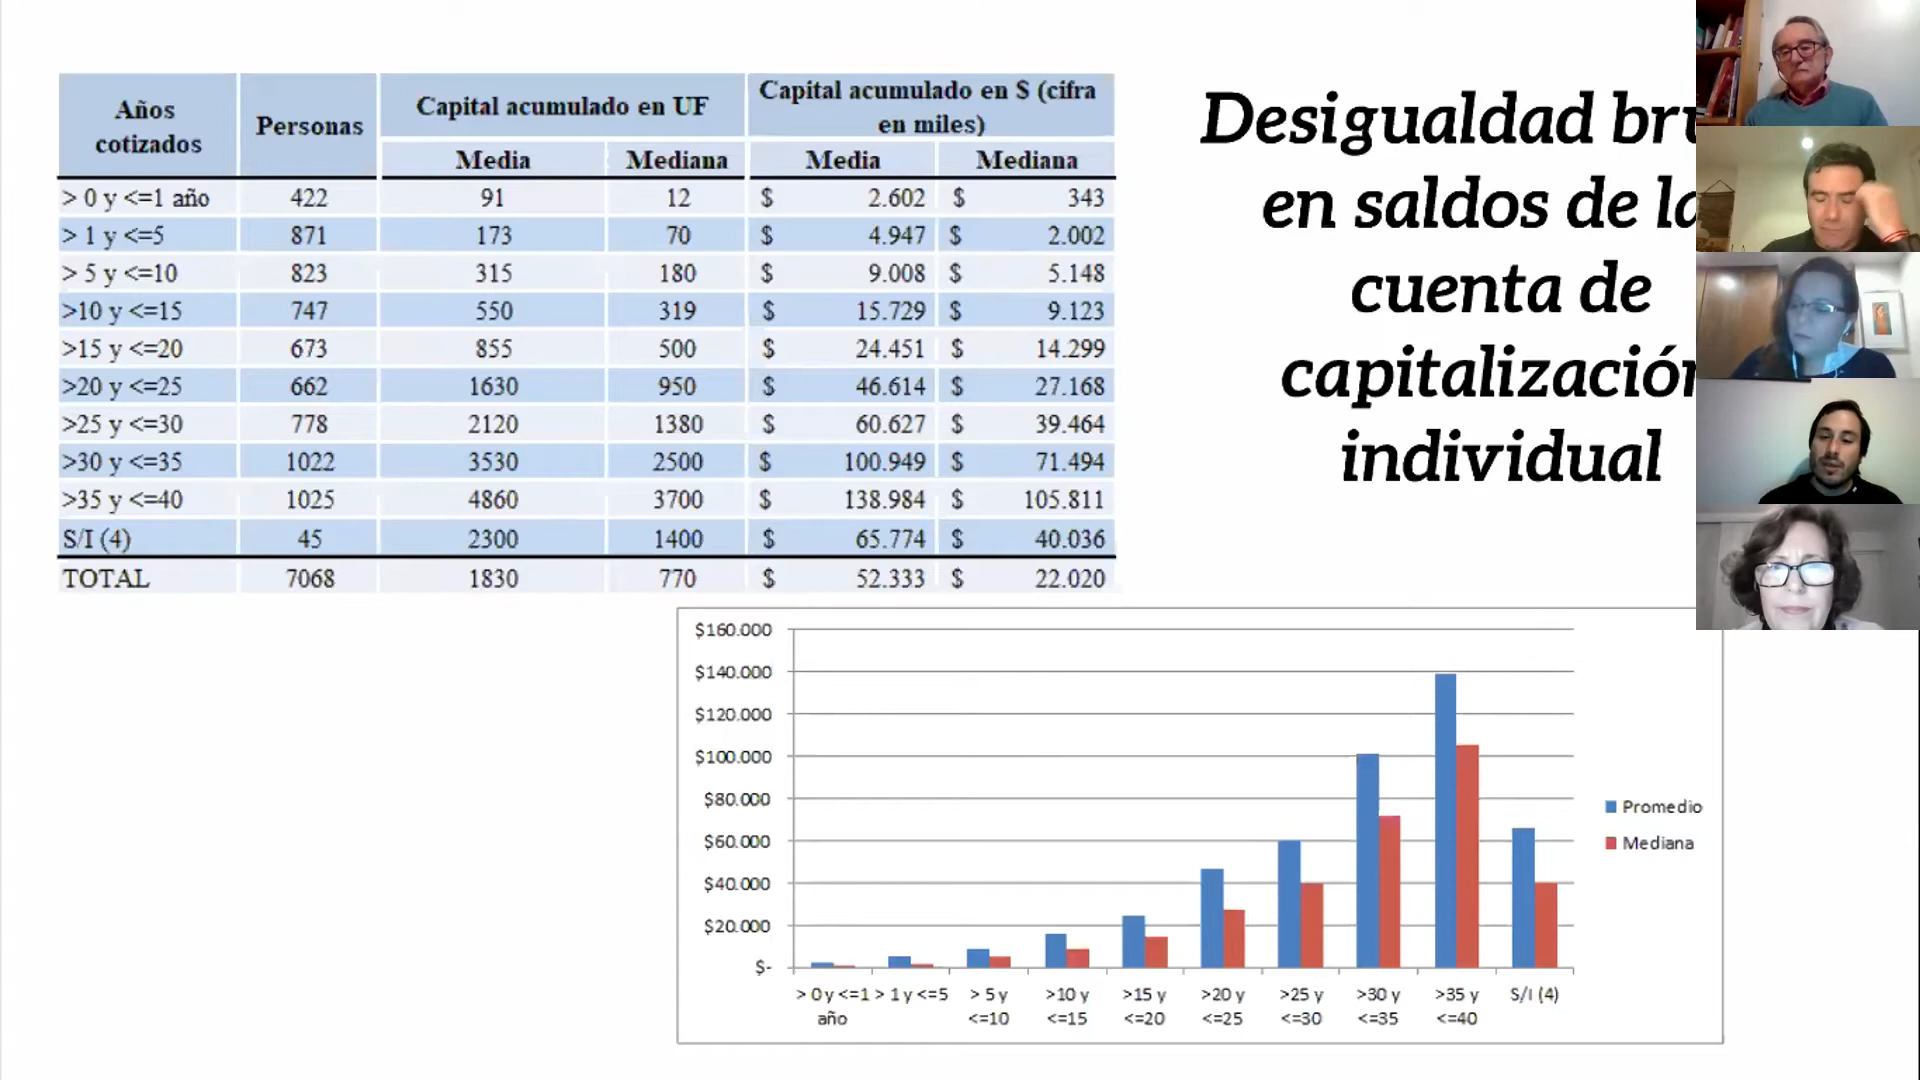 Años cotizados Personas Capital acumulado en UF Capital acumulado en $ (cifra en miles)
Media Mediana Media Mediana
> 0 y <=1 año 422 91 12 $ 2.602 $ 343
> 1 y <=5 871 173 70 $ 4.947 $ 2.002
> 5 y <=10 823 315 180 $ 9.008 $ 5.148
>10 y <=15 747 550 319 $ 15.729 $ 9.123
>15 y <=20 673 855 500 $ 24.451 $ 14.299
>20 y <=25 662 1630 950 $ 46.614 $ 27.168
>25 y <=30 778 2120 1380 $ 60.627 $ 39.464
>30 y <=35 1022 3530 2500 $ 100.949 $ 71.494
>35 y <=40 1025 4860 3700 $ 138.984 $ 105.811
S/I (4) 45 2300 1400 $ 65.774 $ 40.036
TOTAL 7068 1830 770 $ 52.333 $ 22.020
Desigualdad
en saldos de la
cuenta de
capitalización
individual
$160.000
$140.000
$120.000
$100.000
$80.000
$60.000
$40.000
$20.000
$-
> 0 y <=1 año
> 1 y <=5
> 5 y <=10
>10 y <=15
>15 y <=20
>20 y <=25
>25 y <=30
>30 y <=35
>35 y <=40
S/I (4)
Promedio
Mediana